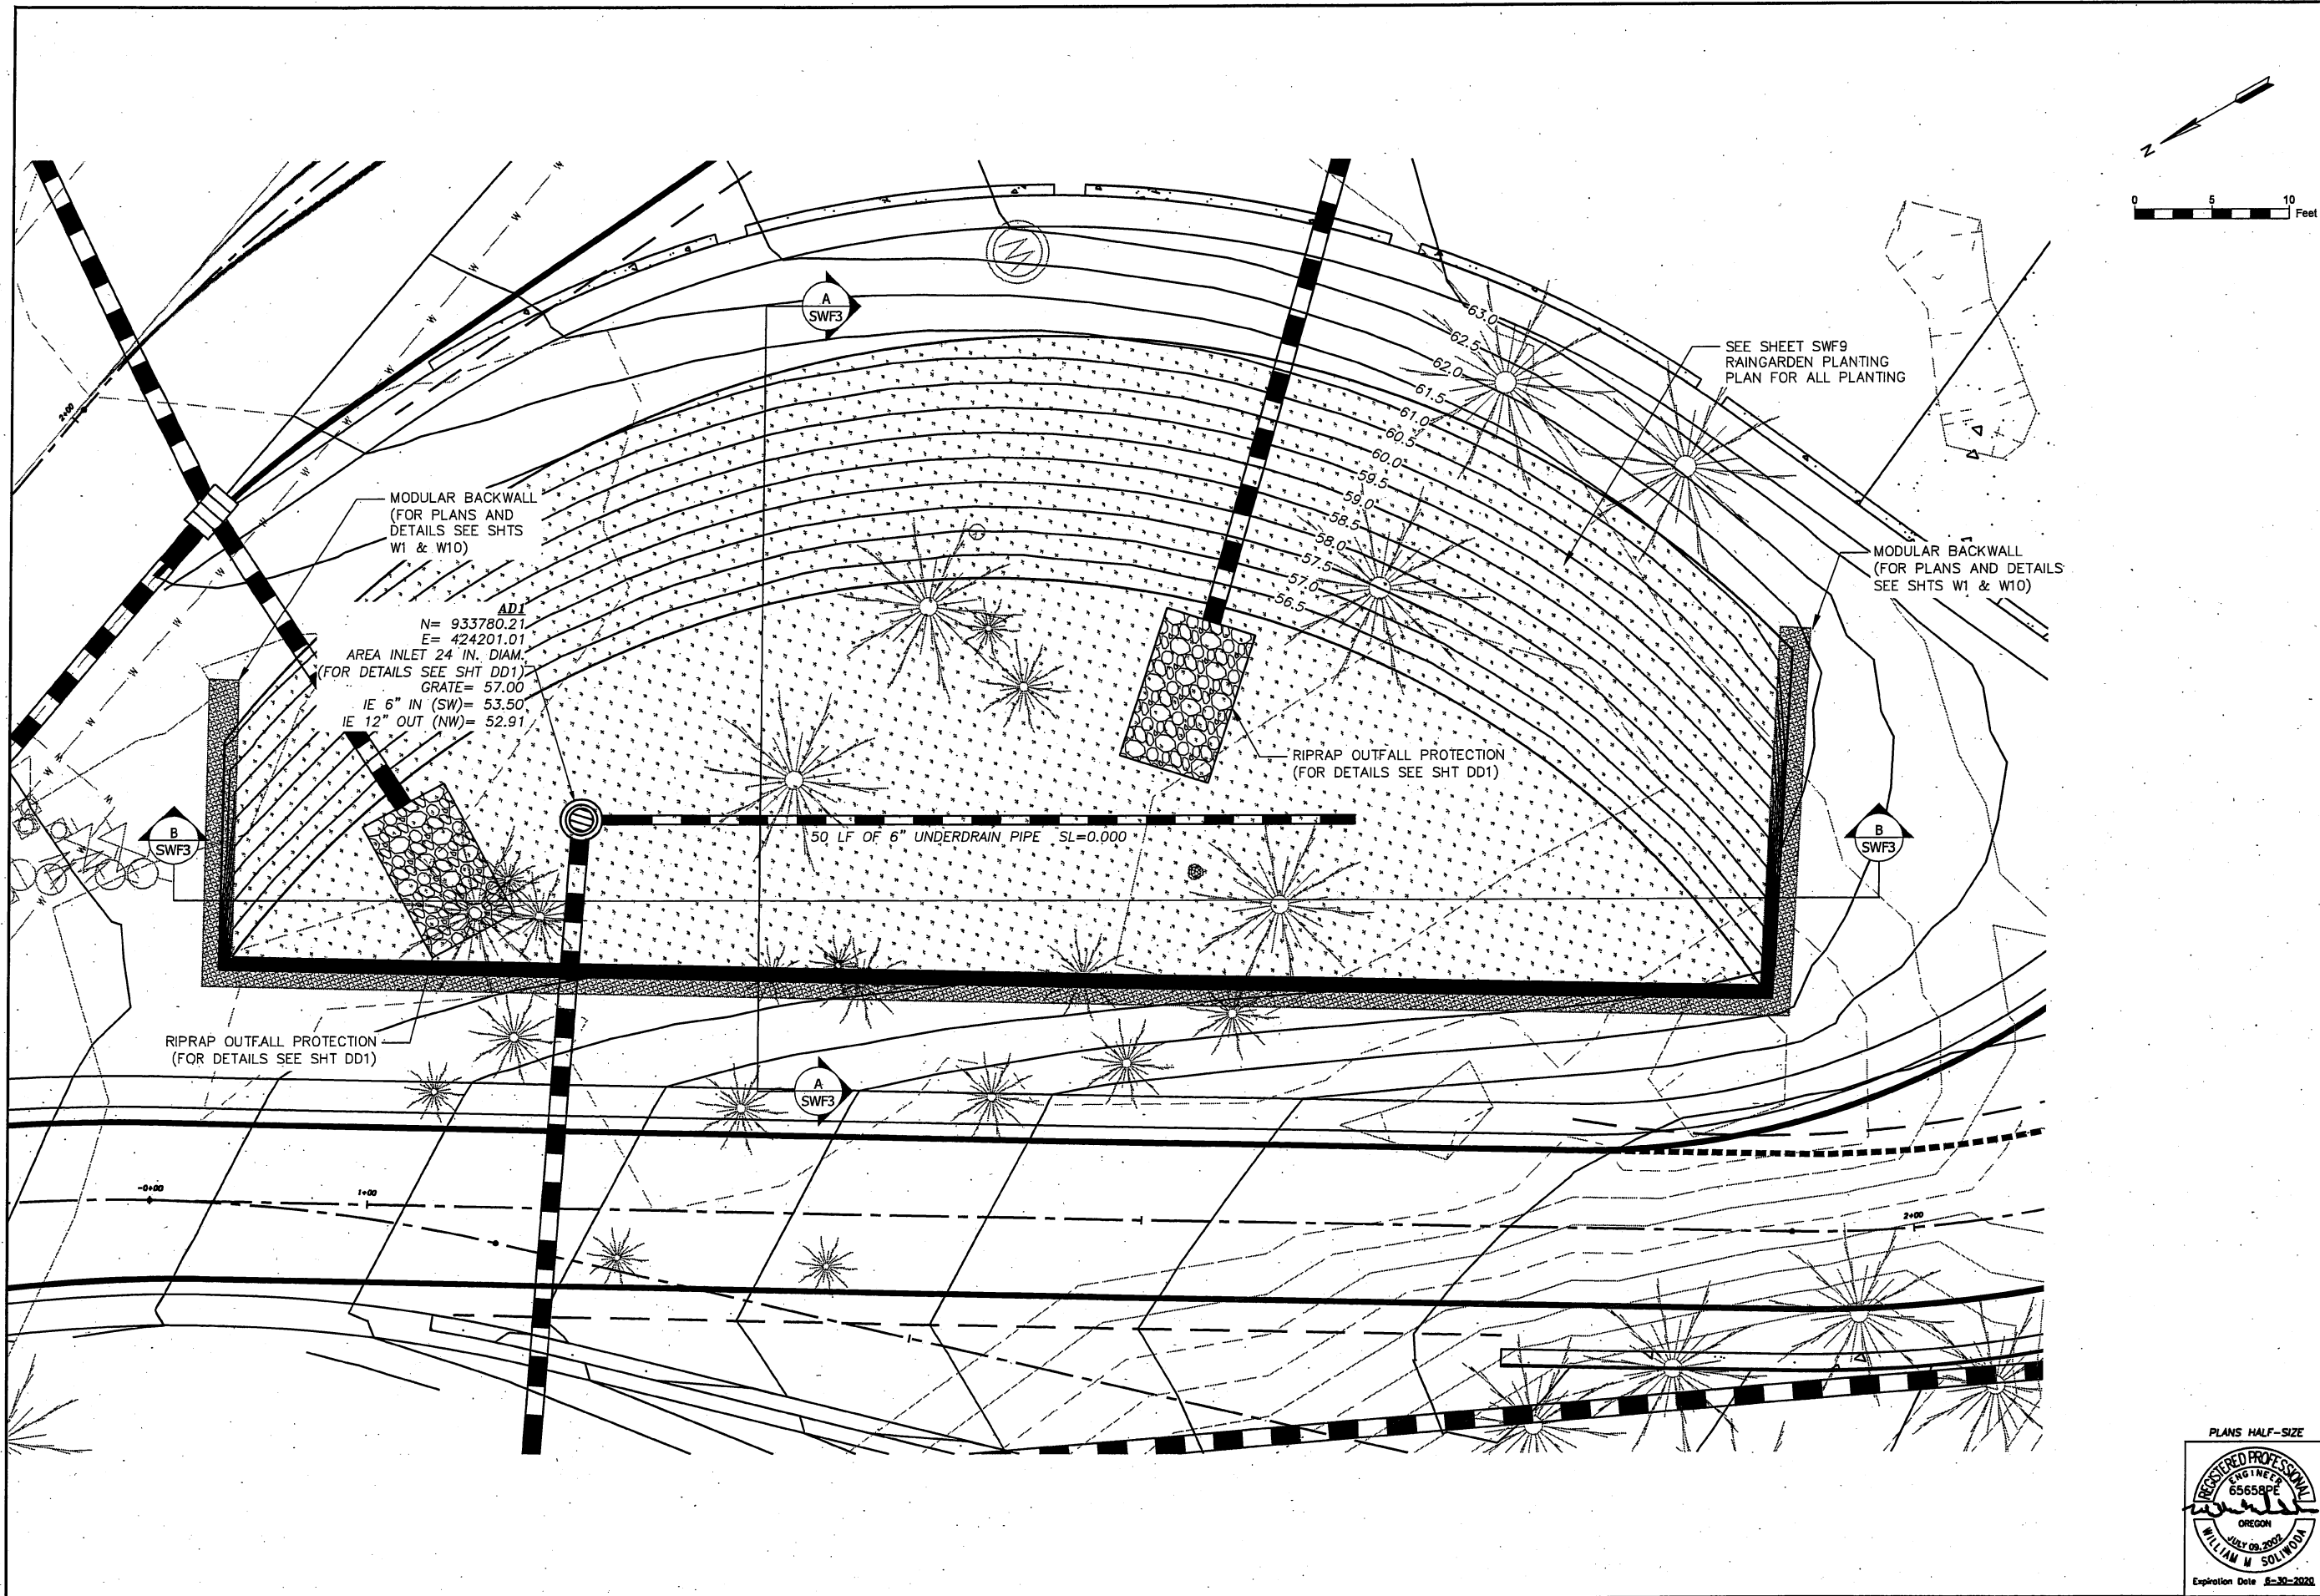 N
0 5 10
Feet
A
SWF3
63.0
62.5
62.0
61.5
61.0
60.5
60.0
59.5
59.0
58.5
58.0
57.5
57.0
56.5
SEE SHEET SWF9
RAINGARDEN PLANTING
PLAN FOR ALL PLANTING
2+00
W
W
W
W
W
W
W
W
W
W
W
M
MODULAR BACKWALL
(FOR PLANS AND
DETAILS SEE SHTS
W1 & W10)
MODULAR BACKWALL
(FOR PLANS AND DETAILS
SEE SHTS W1 & W10)
AD1
N= 933780.21
E= 424201.01
AREA INLET 24 IN. DIAM.
(FOR DETAILS SEE SHT DD1)
GRATE= 57.00
IE 6" IN (SW)= 53.50
IE 12" OUT (NW)= 52.91
RIPRAP OUTFALL PROTECTION
(FOR DETAILS SEE SHT DD1)
B
SWF3
50 LF OF 6" UNDERDRAIN PIPE SL=0.000
B
SWF3
RIPRAP OUTFALL PROTECTION
(FOR DETAILS SEE SHT DD1)
A
SWF3
-0+00
1+00
2+00
PLANS HALF-SIZE
REGISTERED PROFESSIONAL
ENGINEER
65658PE
OREGON
JULY 09, 2002
WILLIAM M SOLIWODA
Expiration Date 6-30-2020